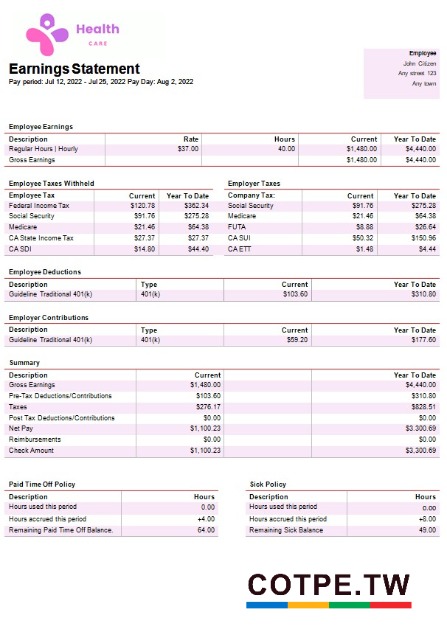 Health
CARE
Earnings Statement
Pay period: Jul 12, 2022 - Jul 25, 2022 Pay Day: Aug 2, 2022
Employee
John Citizen
Any street 123
Any town
Employee Earnings
Description Rate Hours Current Year To Date
Regular Hours | Hourly $37.00 40.00 $1,480.00 $4,440.00
Gross Earnings $1,480.00 $4,440.00
Employee Taxes Withheld Employer Taxes
Employee Tax Current Year To Date Company Tax: Current Year To Date
Federal Income Tax $120.78 $362.34 Social Security $91.76 $275.28
Social Security $91.76 $275.28 Medicare $21.46 $64.38
Medicare $21.46 $64.38 FUTA $8.88 $26.64
CA State Income Tax $27.37 $27.37 CA SUI $50.32 $150.96
CA SDI $14.80 $44.40 CA ETT $1.48 $4.44
Employee Deductions
Description Type Current Year To Date
Guideline Traditional 401(k) 401(k) $103.60 $310.80
Employer Contributions
Description Type Current Year To Date
Guideline Traditional 401(k) 401(k) $59.20 $177.60
Summary
Description Current Year To Date
Gross Earnings $1,480.00 $4,440.00
Pre-Tax Deductions/Contributions $103.60 $310.80
Taxes $276.17 $828.51
Post Tax Deductions/Contributions $0.00 $0.00
Net Pay $1,100.23 $3,300.69
Reimbursements $0.00 $0.00
Check Amount $1,100.23 $3,300.69
Paid Time Off Policy Sick Policy
Description Hours Description Hours
Hours used this period 0.00 Hours used this period 0.00
Hours accrued this period +4.00 Hours accrued this period +8.00
Remaining Paid Time Off Balance. 64.00 Remaining Sick Balance 49.00
COTPE.TW